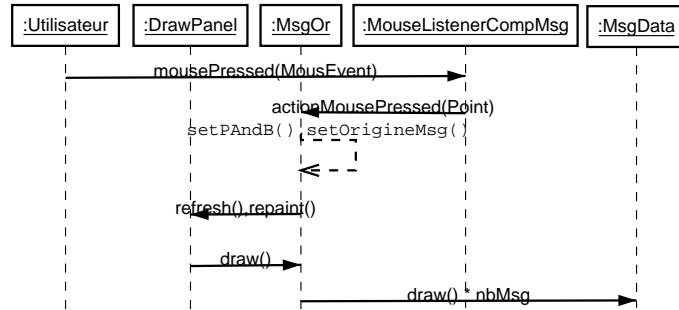 :Utilisateur :DrawPanel :MsgOr :MouseListenerCompMsg :MsgData
mousePressed(MousEvent)
actionMousePressed(Point)
setPAndB() setOrigineMsg()
refresh(),repaint()
draw()
draw() * nbMsg